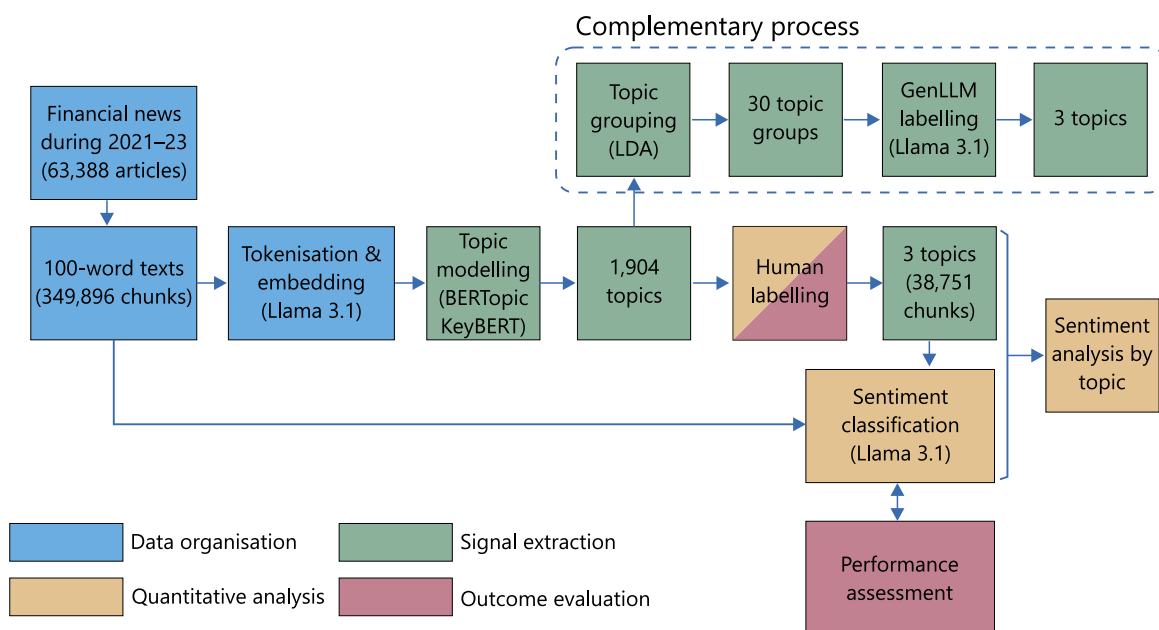 Complementary process
Topic
grouping
(LDA)
30 topic
groups
GenLLM
labelling
(Llama 3.1)
3 topics
Financial news
during 2021–23
(63,388 articles)
100-word texts
(349,896 chunks)
Tokenisation &
embedding
(Llama 3.1)
Topic
modelling
(BERTopic
KeyBERT)
1,904
topics
Human
labelling
3 topics
(38,751
chunks)
Sentiment
analysis by
topic
Sentiment
classification
(Llama 3.1)
Performance
assessment
Data organisation
Signal extraction
Quantitative analysis
Outcome evaluation